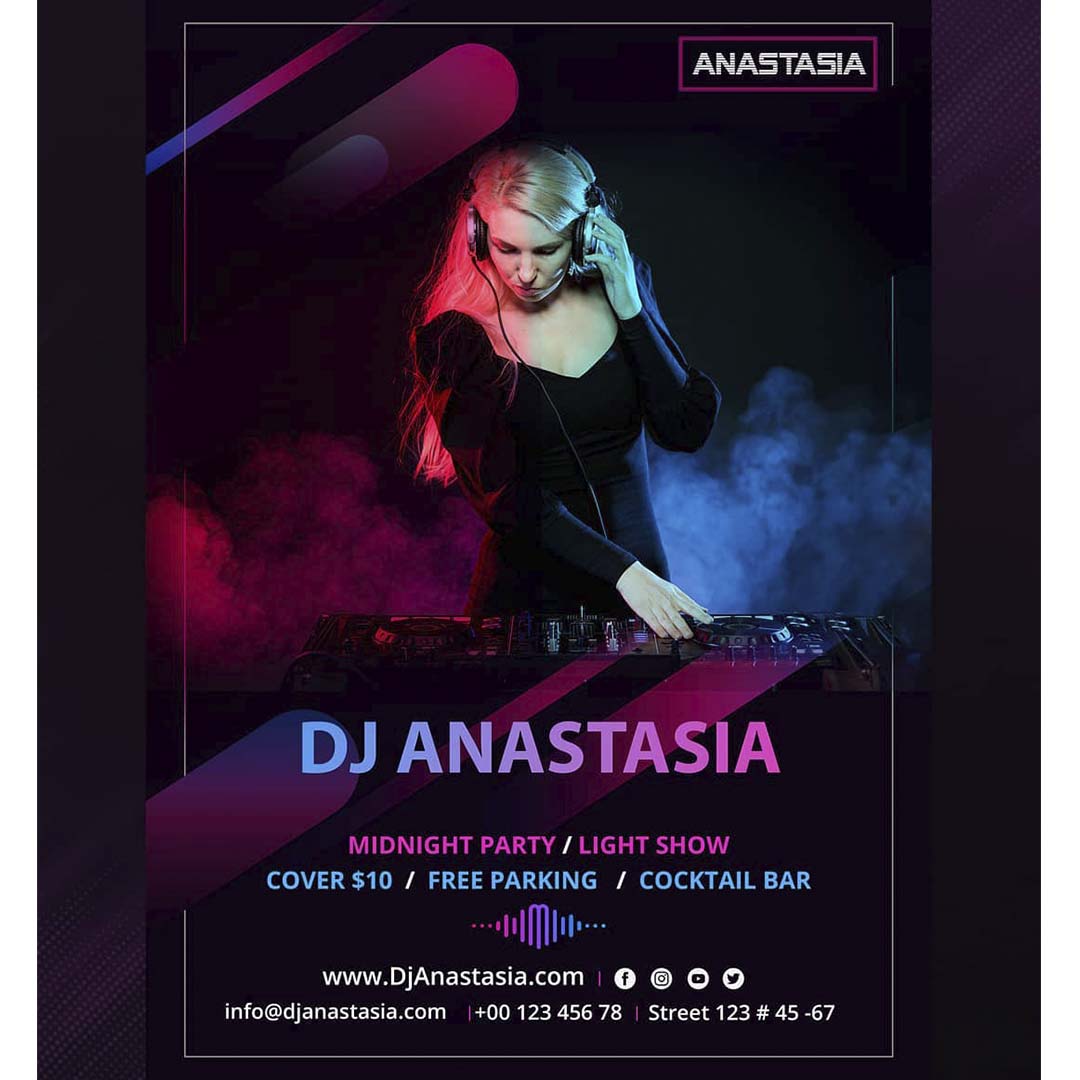 ANASTASIA
DJ ANASTASIA
MIDNIGHT PARTY / LIGHT SHOW
COVER $10 / FREE PARKING / COCKTAIL BAR
www.DjAnastasia.com |
info@djanastasia.com |+00 123 456 78 | Street 123 # 45 -67